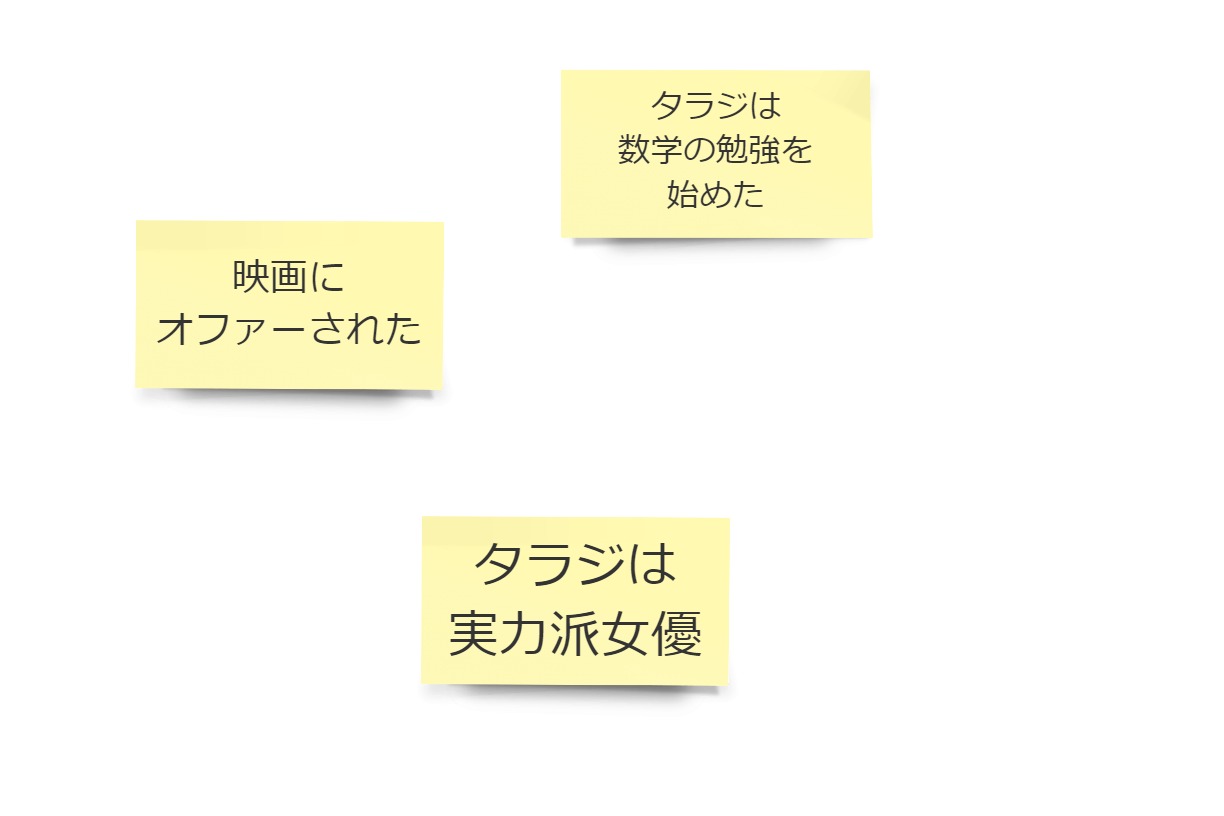 タラジは
数学の勉強を
始めた
映画に
オファーされた
タラジは
実力派女優